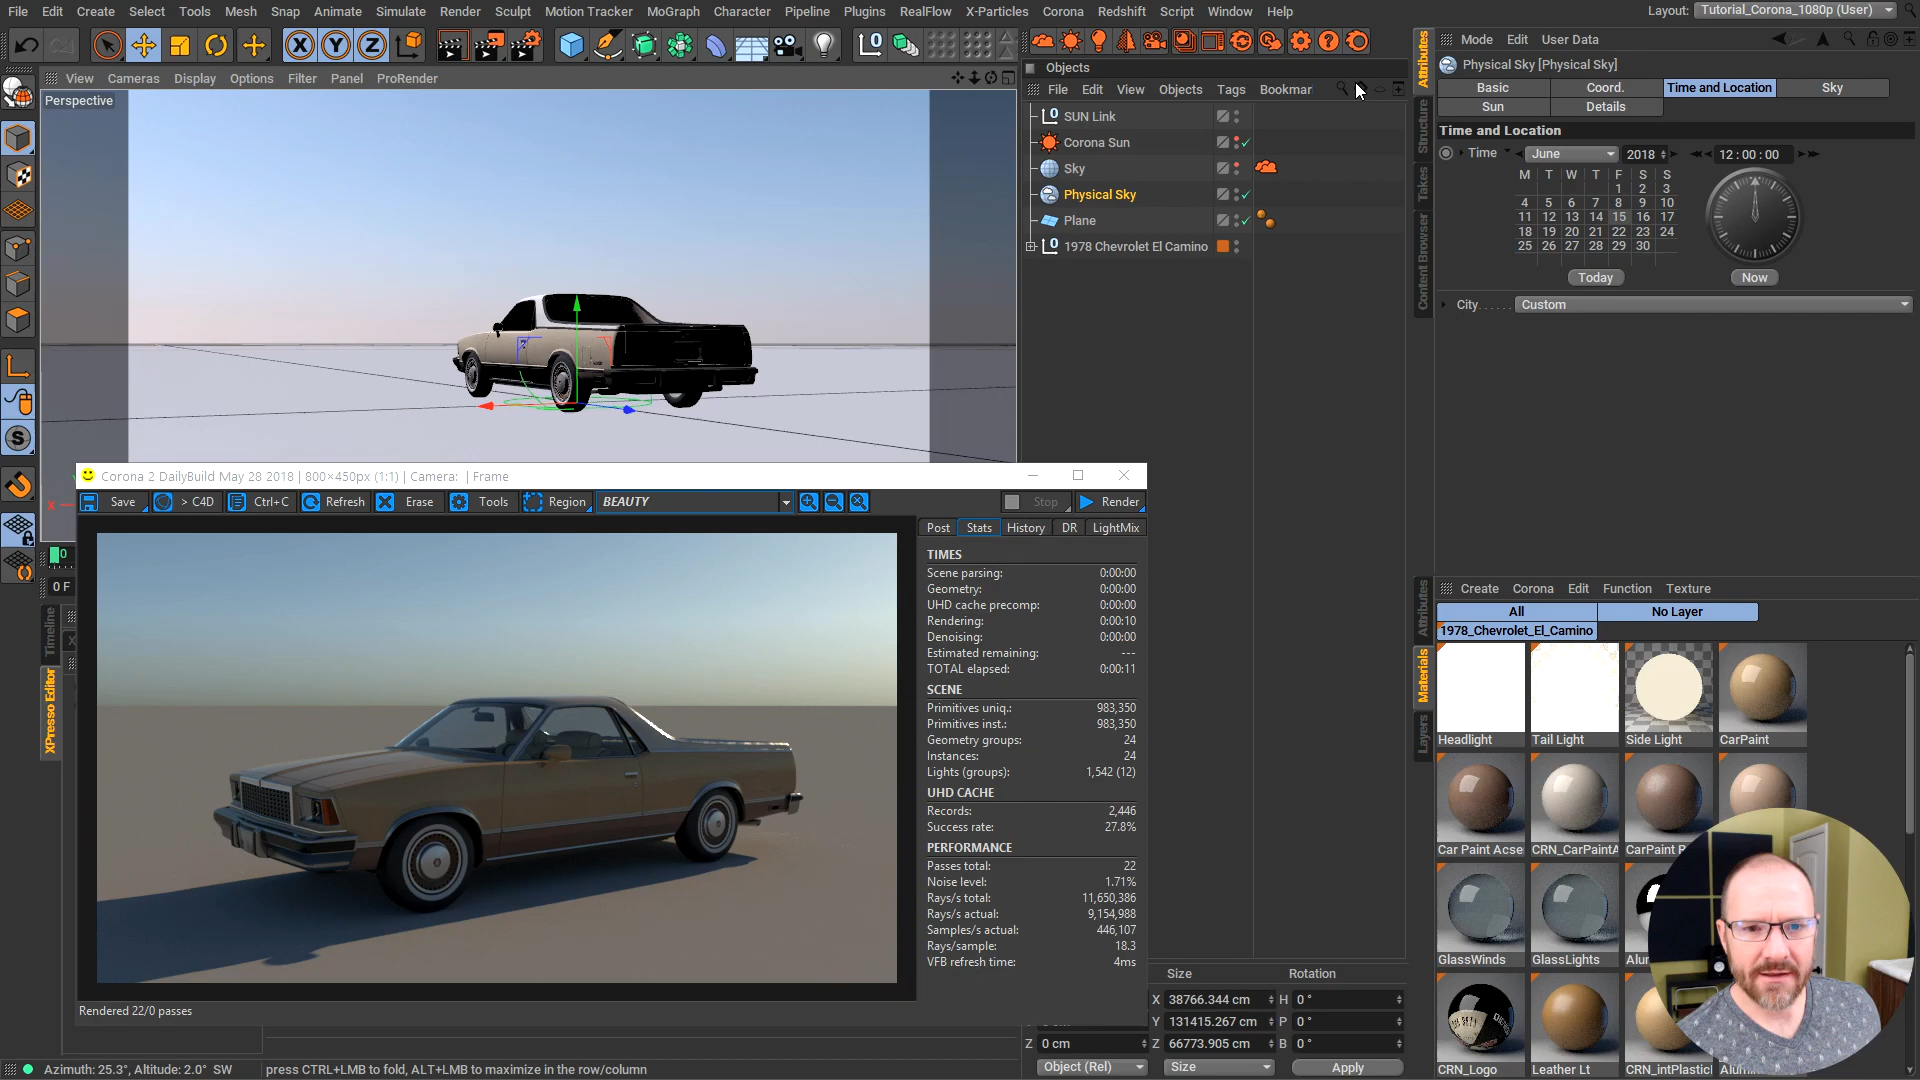 File Edit Create Select Tools Mesh Snap Animate Simulate Render Sculpt Motion Tracker MoGraph Character Pipeline Plugins RealFlow X-Particles Corona Redshift Script Window Help
Layout: Tutorial_Corona_1080p (User)
View Cameras Display Options Filter Panel ProRender
Perspective
Objects
File Edit View Objects Tags Bookmar
SUN Link
Corona Sun
Sky
Physical Sky
Plane
1978 Chevrolet El Camino
Attributes
Structure
Takes
Content Browser
Mode Edit User Data
Physical Sky [Physical Sky]
Basic Coord. Time and Location Sky
Sun Details
Time and Location
Time June 2018 12:00:00
M T W T F S S
1 2 3
4 5 6 7 8 9 10
11 12 13 14 15 16 17
18 19 20 21 22 23 24
25 26 27 28 29 30
Today Now
City Custom
Corona 2 DailyBuild May 28 2018 | 800×450px (1:1) | Camera: | Frame
Save > C4D Ctrl+C Refresh Erase Tools Region BEAUTY Stop Render
Post Stats History DR LightMix
TIMES
Scene parsing: 0:00:00
Geometry: 0:00:00
UHD cache precomp: 0:00:00
Rendering: 0:00:10
Denoising: 0:00:00
Estimated remaining: ---
TOTAL elapsed: 0:00:11
SCENE
Primitives uniq.: 983,350
Primitives inst.: 983,350
Geometry groups: 24
Instances: 24
Lights (groups): 1,542 (12)
UHD CACHE
Records: 2,446
Success rate: 27.8%
PERFORMANCE
Passes total: 22
Noise level: 1.71%
Rays/s total: 11,650,386
Rays/s actual: 9,154,988
Samples/s actual: 446,107
Rays/sample: 18.3
VFB refresh time: 4ms
Rendered 22/0 passes
0
0 F
Timeline
XPresso Editor
Attributes
Materials
Layers
Create Corona Edit Function Texture
All No Layer
1978_Chevrolet_El_Camino
Headlight Tail Light Side Light CarPaint
Car Paint Acse CRN_CarPaintA CarPaint
GlassWinds GlassLights Alu
CRN_Logo Leather Lt CRN_intPlastic Alu
Size Rotation
X 38766.344 cm H 0 °
Y 131415.267 cm P 0 °
Z 0 cm Z 66773.905 cm B 0 °
Object (Rel) Size Apply
Azimuth: 25.3°, Altitude: 2.0° SW press CTRL+LMB to fold, ALT+LMB to maximize in the row/column